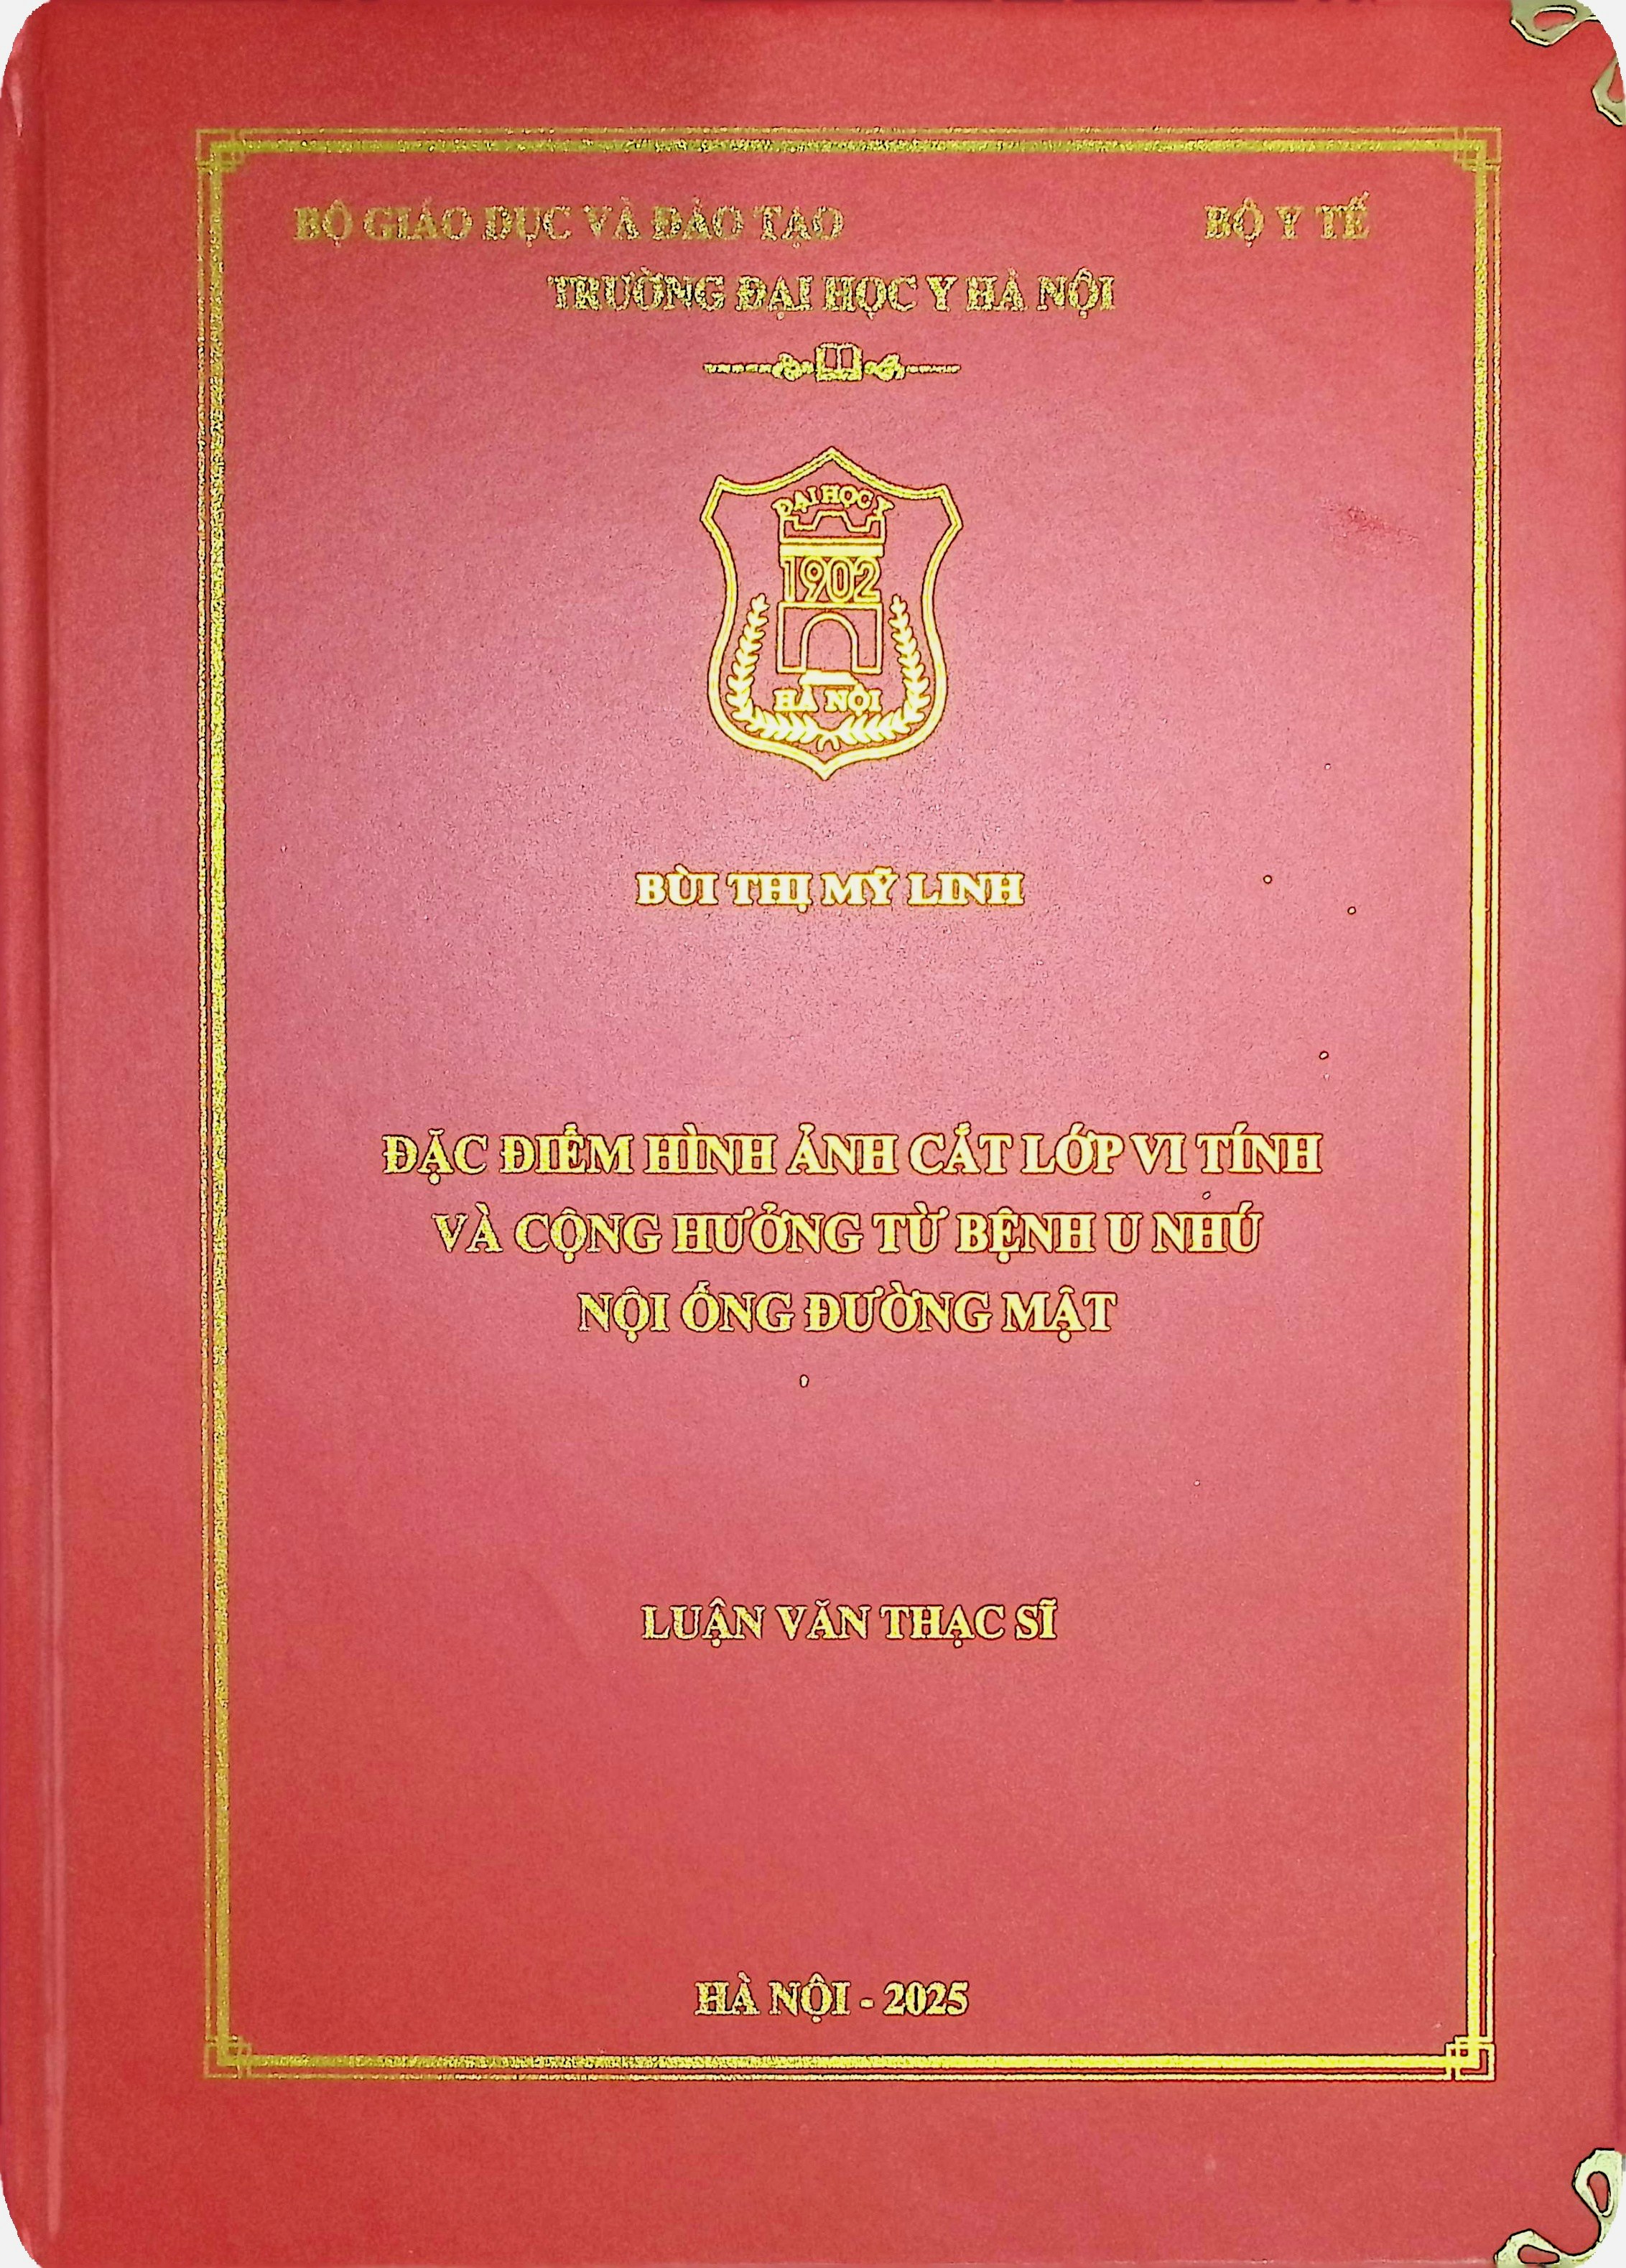 BỘ GIÁO DỤC VÀ ĐÀO TẠO BỘ Y TẾ
TRƯỜNG ĐẠI HỌC Y HÀ NỘI
ĐẠI HỌC Y
1902
HÀ NỘI
BÙI THỊ MỸ LINH
ĐẶC ĐIỂM HÌNH ẢNH CẮT LỚP VI TÍNH
VÀ CỘNG HƯỞNG TỪ BỆNH U NHÚ
NỘI ỐNG ĐƯỜNG MẬT
LUẬN VĂN THẠC SĨ
HÀ NỘI - 2025